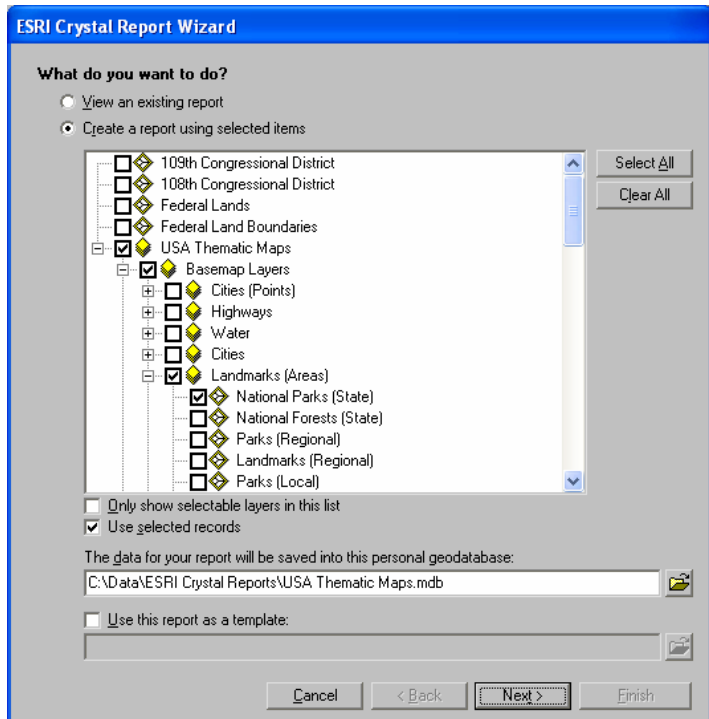 ESRI Crystal Report Wizard
What do you want to do?
View an existing report
Create a report using selected items
109th Congressional District
108th Congressional District
Federal Lands
Federal Land Boundaries
USA Thematic Maps
Basemap Layers
Cities (Points)
Highways
Water
Cities
Landmarks (Areas)
National Parks (State)
National Forests (State)
Parks (Regional)
Landmarks (Regional)
Parks (Local)
Select All
Clear All
Only show selectable layers in this list
Use selected records
The data for your report will be saved into this personal geodatabase:
C:\Data\ESRI Crystal Reports\USA Thematic Maps.mdb
Use this report as a template:
Cancel
< Back
Next >
Finish